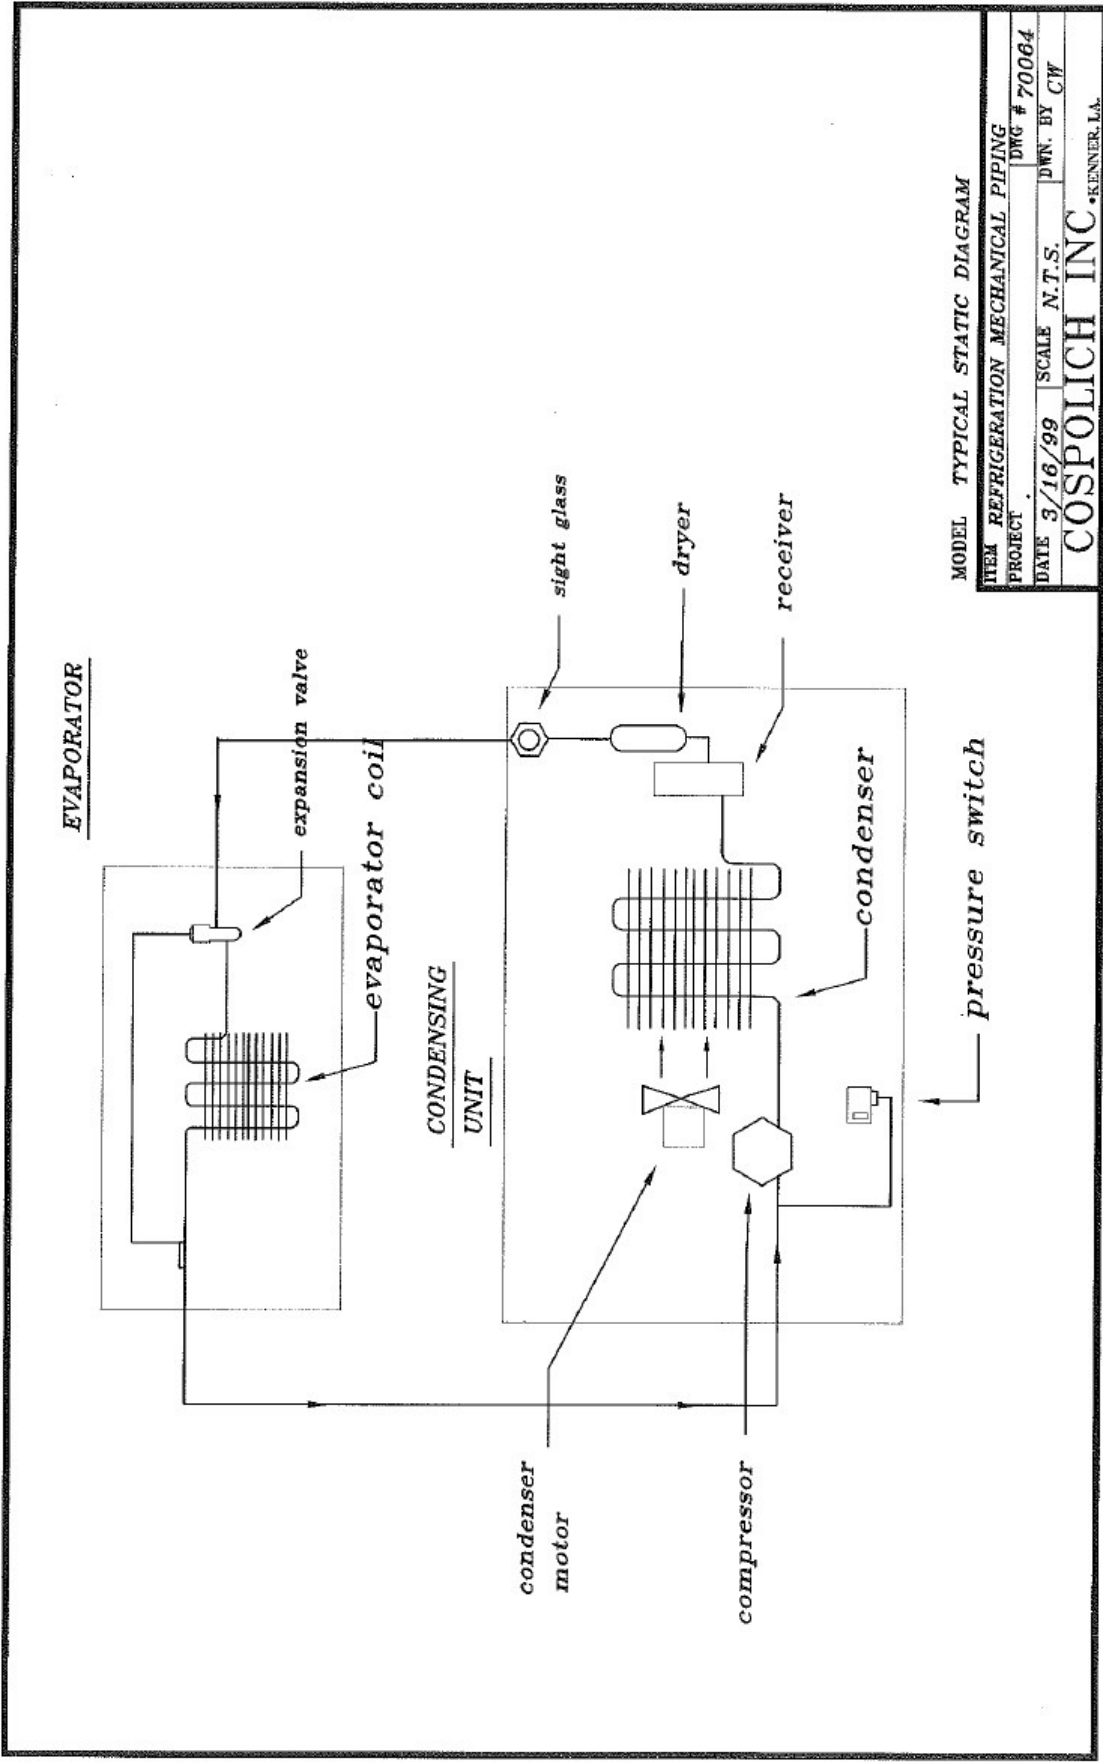 EVAPORATOR
expansion valve
evaporator coil
CONDENSING
UNIT
sight glass
dryer
receiver
condenser
motor
compressor
condenser
pressure switch
MODEL TYPICAL STATIC DIAGRAM
ITEM REFRIGERATION MECHANICAL PIPING
PROJECT . DWG # 70064
DATE 3/16/99 SCALE N.T.S. DWN. BY CW
COSPOLICH INC. •KENNER, LA.